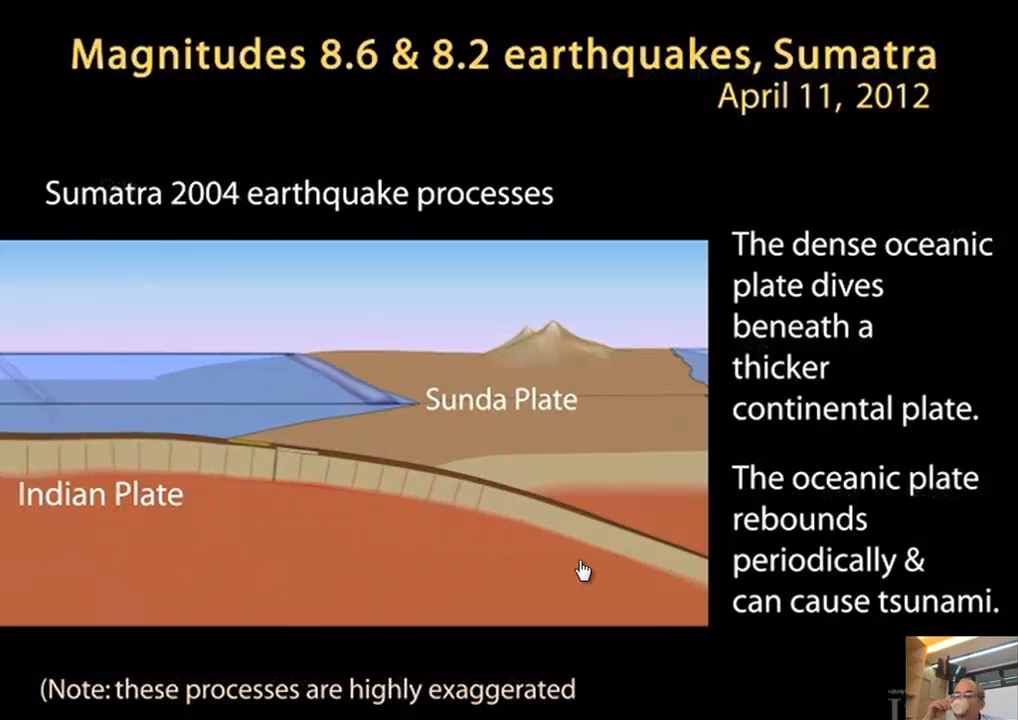 Magnitudes 8.6 & 8.2 earthquakes, Sumatra
April 11, 2012
Sumatra 2004 earthquake processes
The dense oceanic
plate dives
beneath a
thicker
continental plate.
Sunda Plate
Indian Plate
The oceanic plate
rebounds
periodically &
can cause tsunami.
(Note: these processes are highly exaggerated